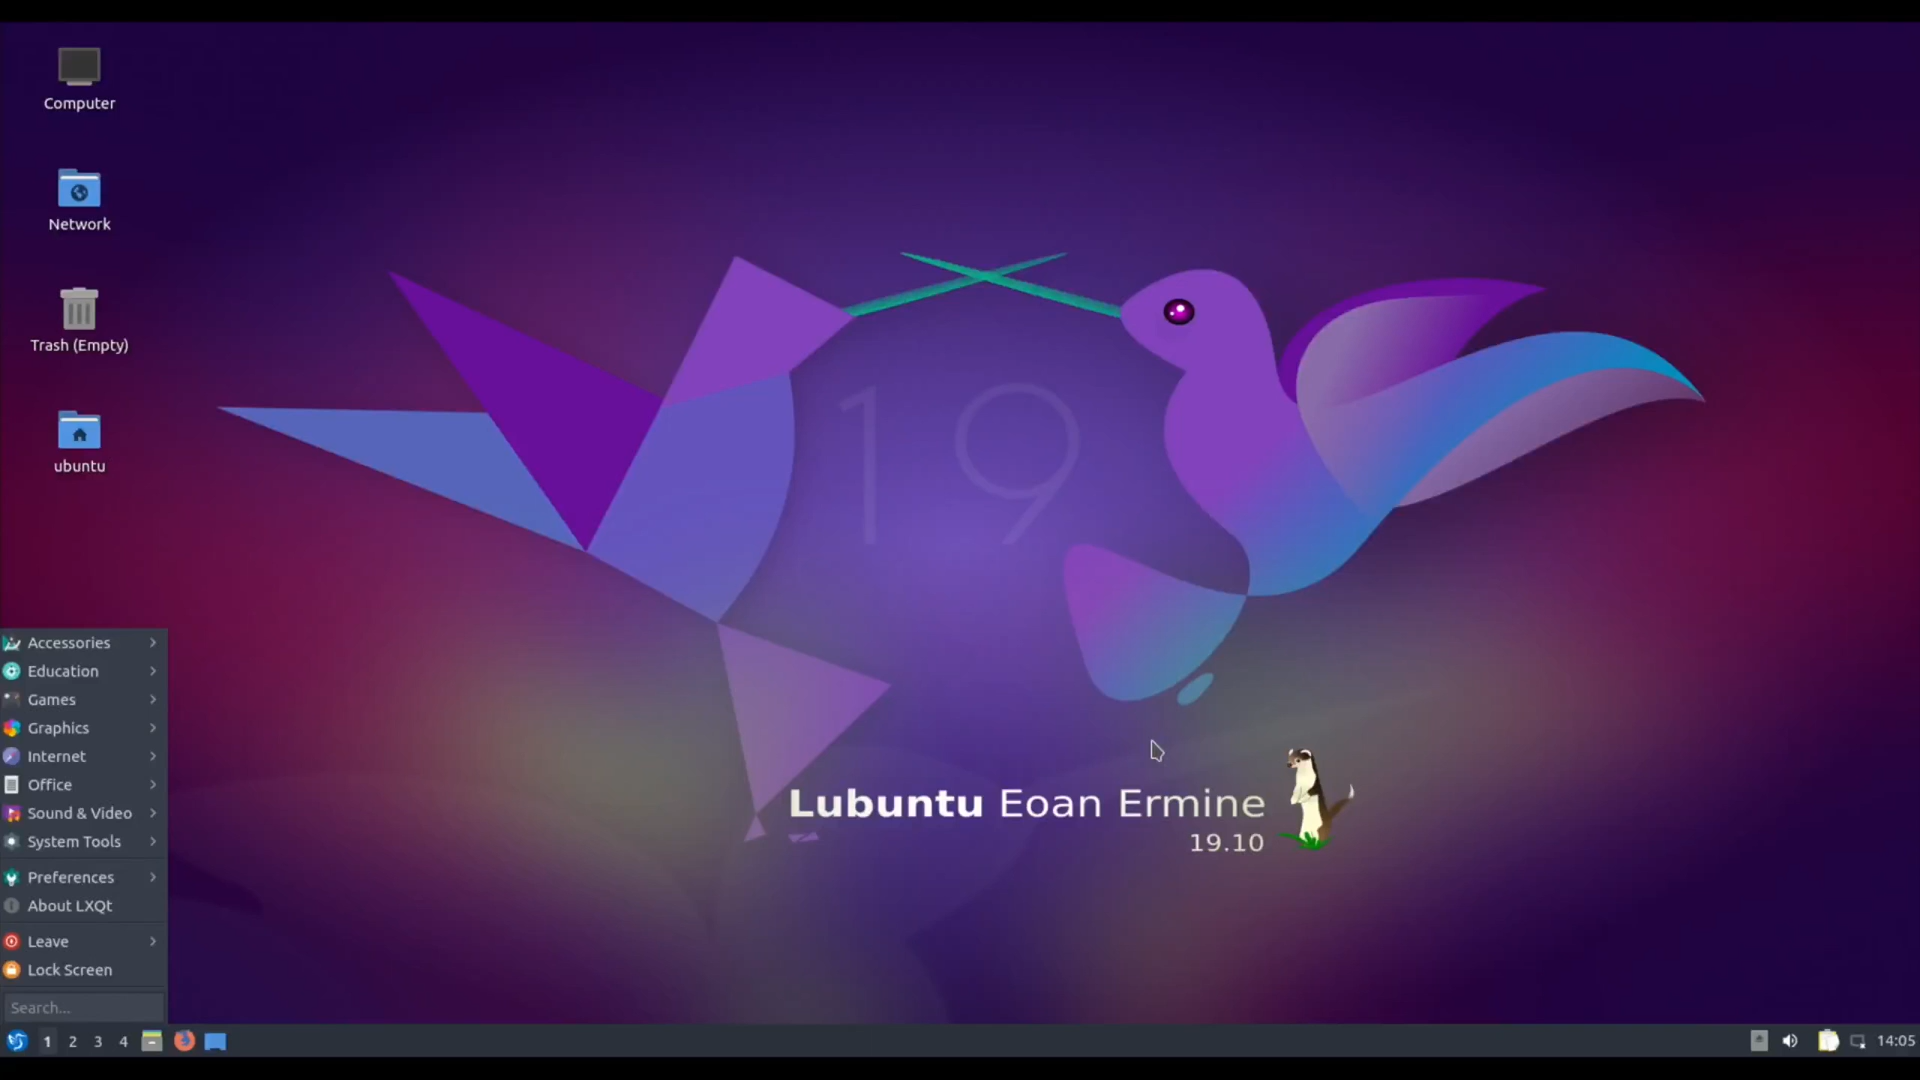 Computer
Network
Trash (Empty)
ubuntu
19
Lubuntu Eoan Ermine
19.10
Accessories
Education
Games
Graphics
Internet
Office
Sound & Video
System Tools
Preferences
About LXQt
Leave
Lock Screen
Search...
1 2 3 4
14:05